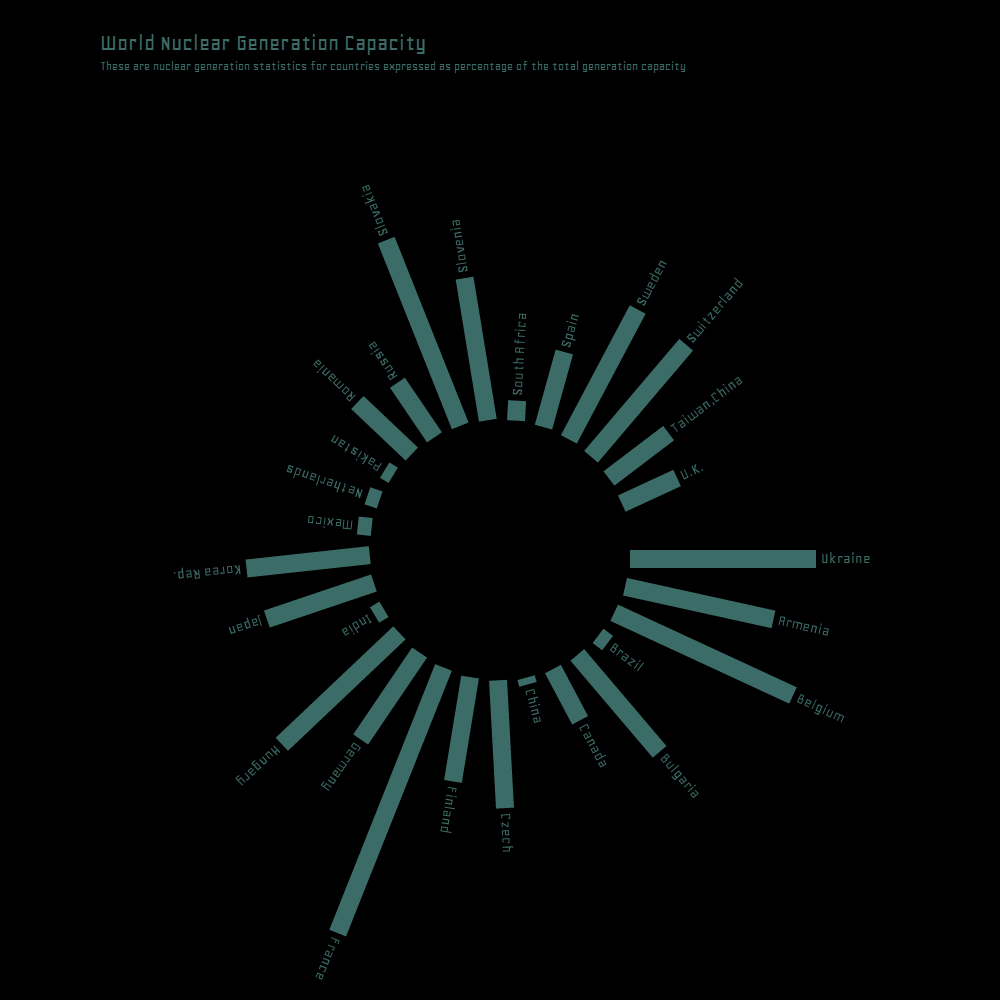 World Nuclear Generation Capacity
These are nuclear generation statistics for countries expressed as percentage of the total generation capacity
Ukraine
Armenia
Belgium
Brazil
Bulgaria
Canada
China
Czech
Finland
France
Germany
Hungary
India
Japan
Korea Rep.
Mexico
Netherlands
Pakistan
Romania
Russia
Slovakia
Slovenia
South Africa
Spain
Sweden
Switzerland
Taiwan,China
U.K.